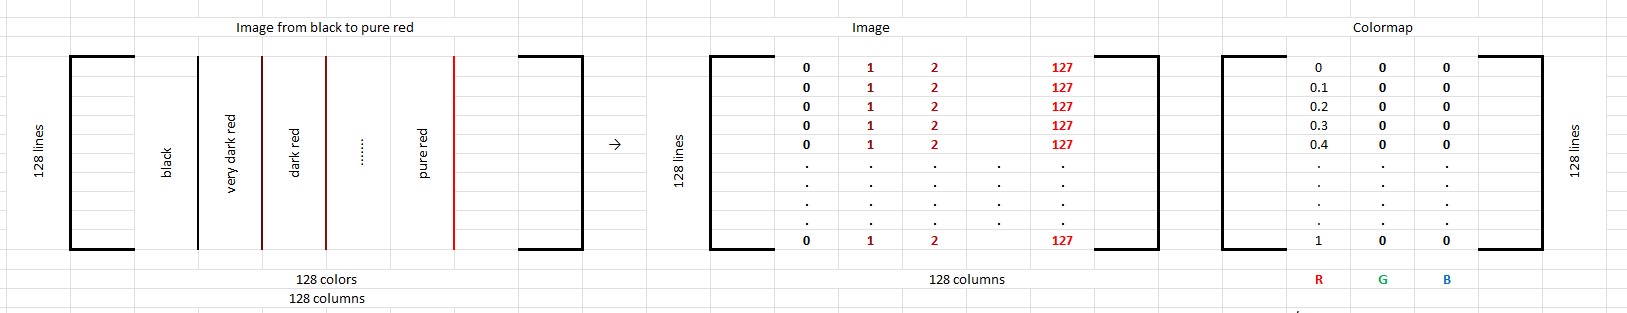 Image from black to pure red
Image
Colormap
128 lines
black
very dark red
dark red
.......
pure red
→
128 lines
0 1 2 127
0 1 2 127
0 1 2 127
0 1 2 127
0 1 2 127
. . . . .
. . . . .
. . . . .
. . . . .
0 1 2 127
0 0 0
0.1 0 0
0.2 0 0
0.3 0 0
0.4 0 0
. . .
. . .
. . .
. . .
1 0 0
128 lines
128 colors
128 columns
128 columns
R G B